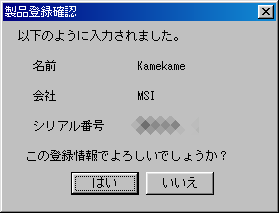 製品登録確認
以下のように入力されました。
名前 Kamekame
会社 MSI
シリアル番号
この登録情報でよろしいでしょうか？
はい いいえ